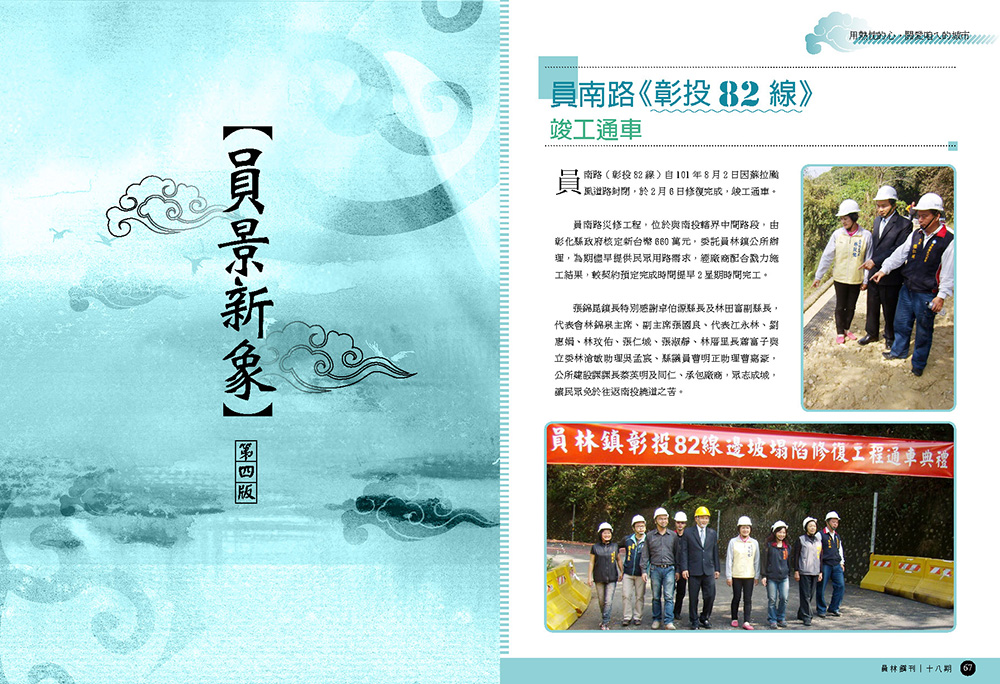 【員景新象】
第四版
用熱忱的心,關愛咱ㄟ的城市
員南路《彰投 82 線》
竣工通車
員南路(彰投82線)自101年8月2日因蘇拉颱
風道路封閉,於2月6日修復完成,竣工通車。
員南路災修工程,位於與南投轄界中間路段,由
彰化縣政府核定新台幣660萬元,委託員林鎮公所辦
理,為期儘早提供民眾用路需求,經廠商配合戮力施
工結果,較契約預定完成時間提早2星期時間完工。
張錦昆鎮長特別感謝卓伯源縣長及林田富副縣長,
代表會林錦泉主席、副主席張國良、代表江永林、劉
惠娟、林玟佑、張仁城、張淑靜、林厝里長蕭富子與
立委林滄敏助理吳孟宸、縣議員曹明正助理曹嘉豪,
公所建設課課長蔡英明及同仁、承包廠商,眾志成城,
讓民眾免於往返南投繞道之苦。
員林鎮彰投82線邊坡塌陷修復工程通車典禮
員林鎮刊 | 十八期 67